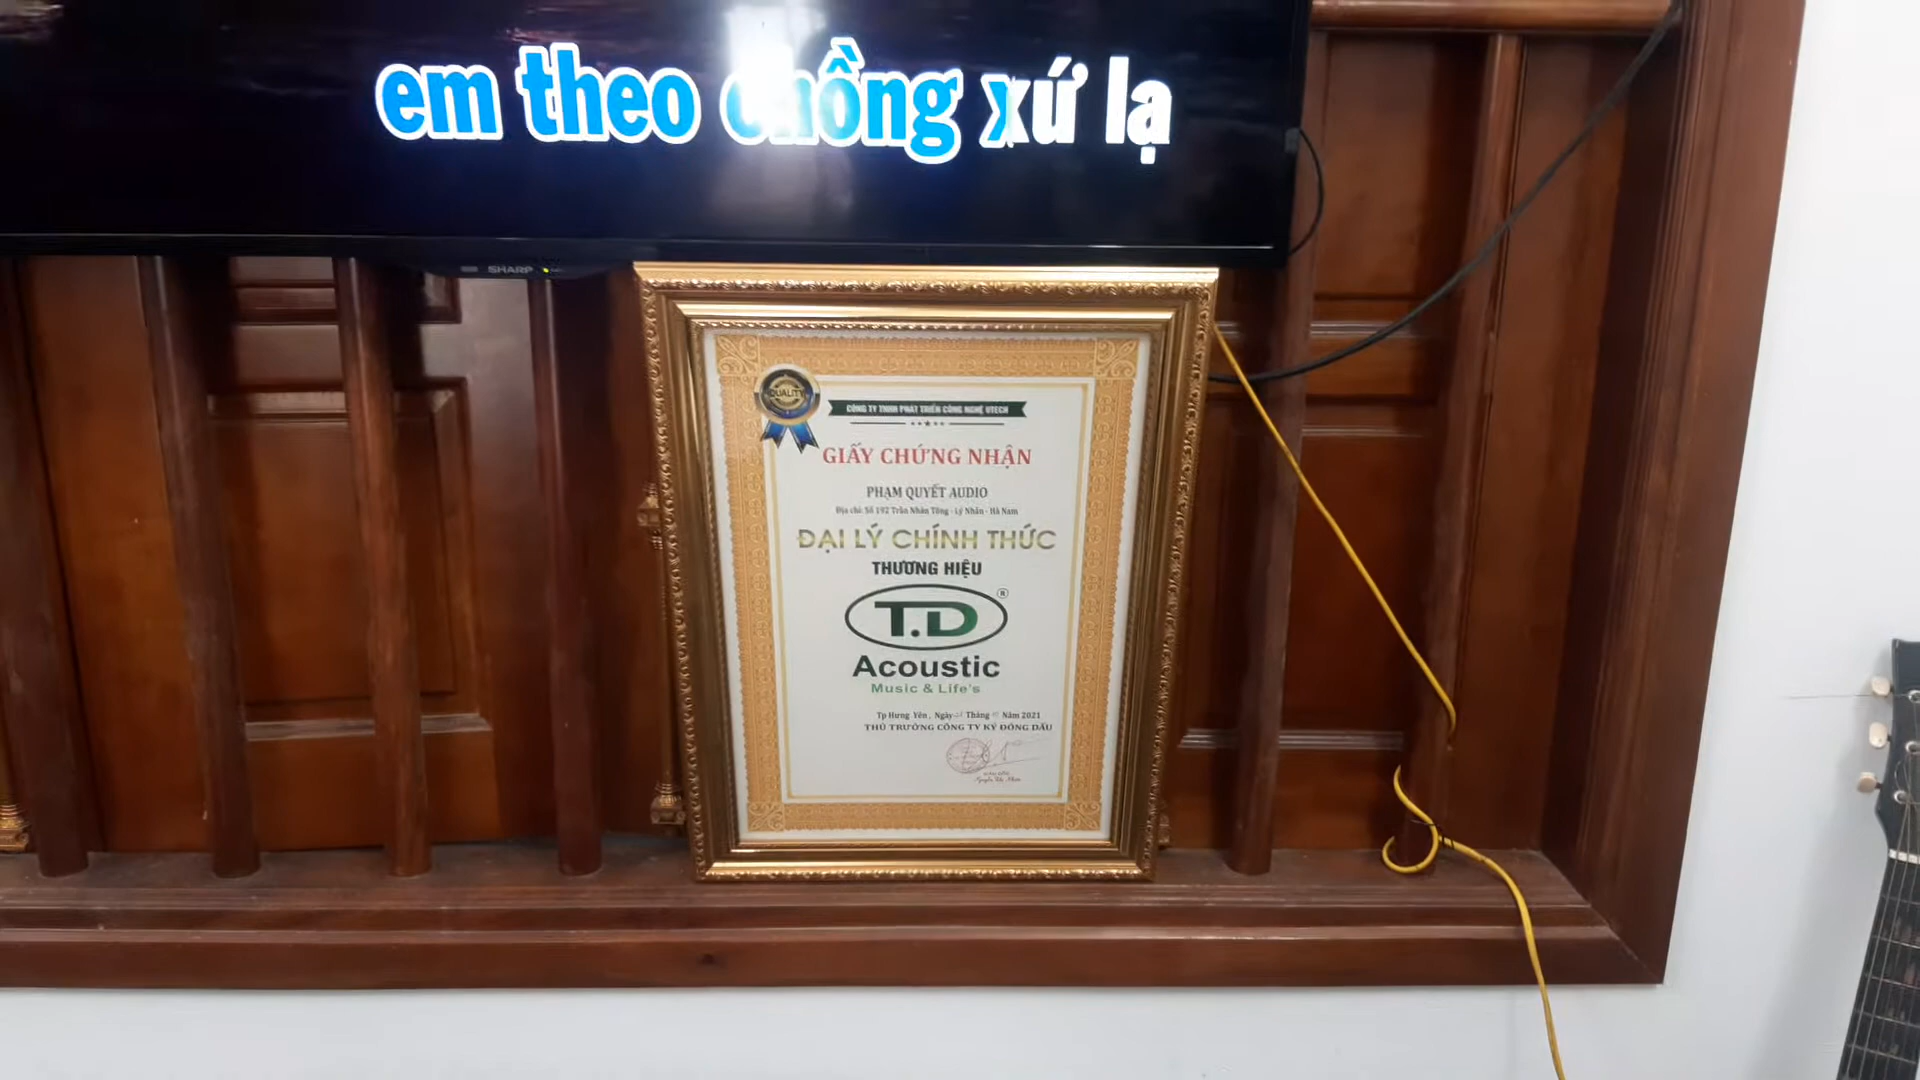 em theo chồng xứ lạ
SHARP
QUALITY
CÔNG TY TNHH PHÁT TRIỂN CÔNG NGHỆ UTECH
GIẤY CHỨNG NHẬN
PHẠM QUYẾT AUDIO
Địa chỉ: Số 192 Trần Nhân Tông - Lý Nhân - Hà Nam
ĐẠI LÝ CHÍNH THỨC
THƯƠNG HIỆU
T.D ®
Acoustic
Music & Life's
Tp Hưng Yên, Ngày Tháng Năm 2021
THỦ TRƯỞNG CÔNG TY KÝ ĐÓNG DẤU